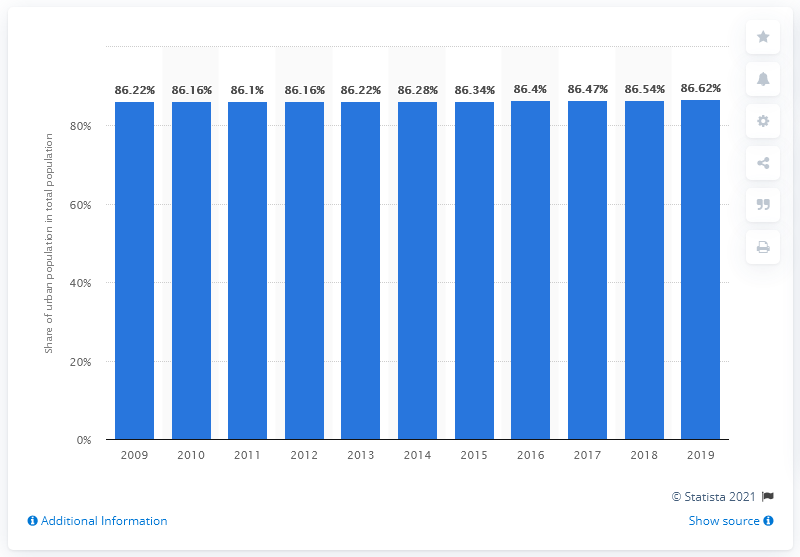 86.22% 86.16% 86.1% 86.16% 86.22% 86.28% 86.34% 86.4% 86.47% 86.54% 86.62%
80%
60%
40%
20%
0%
Share of urban population in total population
2009 2010 2011 2012 2013 2014 2015 2016 2017 2018 2019
© Statista 2021
Additional Information
Show source